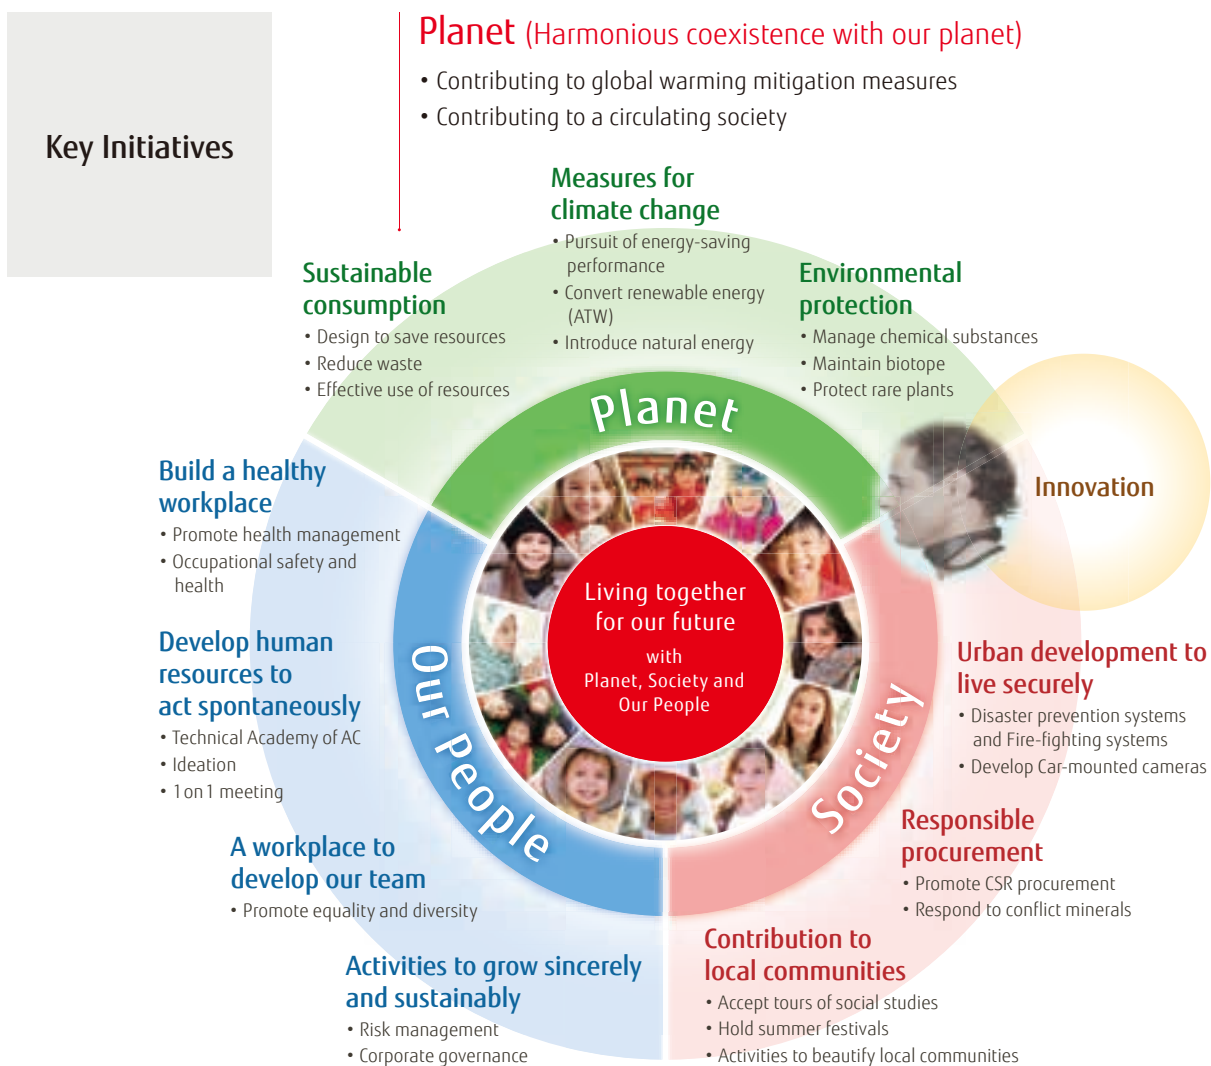 Key Initiatives
Planet (Harmonious coexistence with our planet)
• Contributing to global warming mitigation measures
• Contributing to a circulating society
Measures for
climate change
• Pursuit of energy-saving
performance
• Convert renewable energy
(ATW)
• Introduce natural energy
Sustainable
consumption
• Design to save resources
• Reduce waste
• Effective use of resources
Environmental
protection
• Manage chemical substances
• Maintain biotope
• Protect rare plants
Planet
Innovation
Build a healthy
workplace
• Promote health management
• Occupational safety and
health
Living together
for our future
with
Planet, Society and
Our People
Develop human
resources to
act spontaneously
• Technical Academy of AC
• Ideation
• 1on1 meeting
Our People
Society
Urban development to
live securely
• Disaster prevention systems
and Fire-fighting systems
• Develop Car-mounted cameras
Responsible
procurement
• Promote CSR procurement
• Respond to conflict minerals
A workplace to
develop our team
• Promote equality and diversity
Contribution to
local communities
• Accept tours of social studies
• Hold summer festivals
• Activities to beautify local communities
Activities to grow sincerely
and sustainably
• Risk management
• Corporate governance